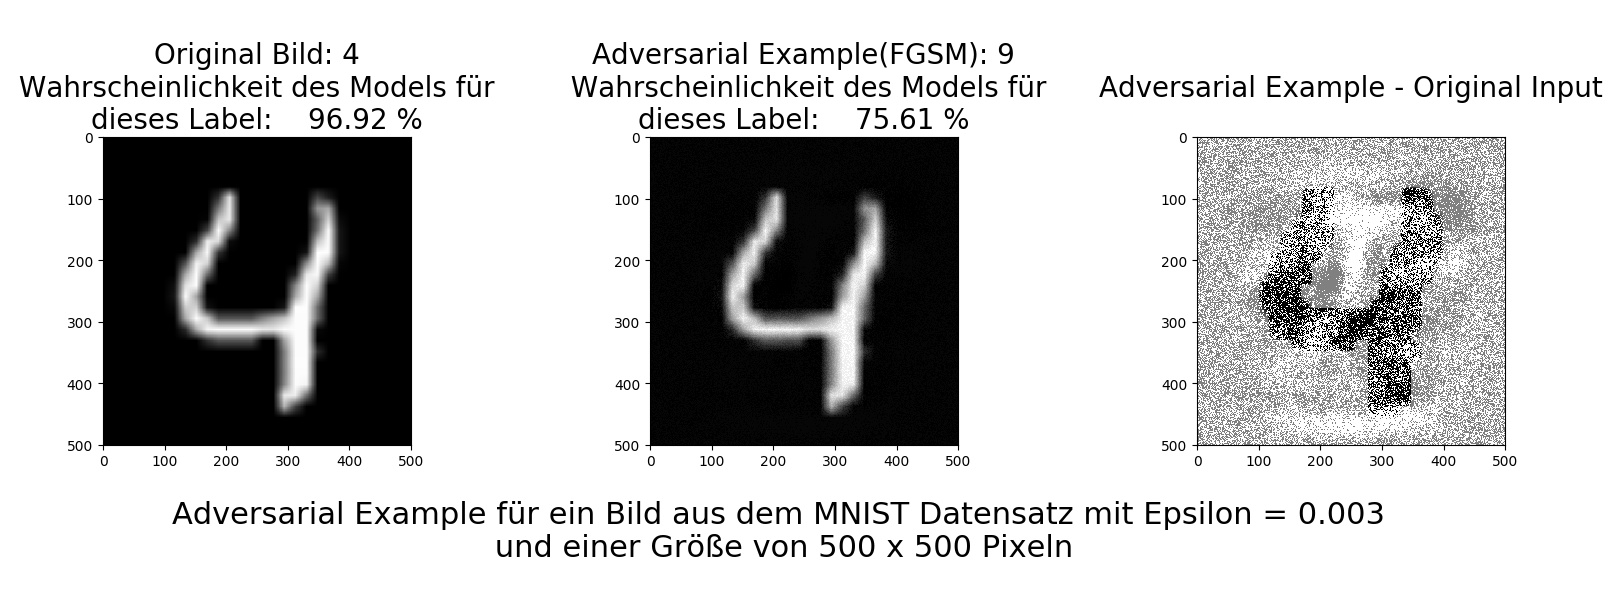 Original Bild: 4
Wahrscheinlichkeit des Models für
dieses Label: 96.92 %
Adversarial Example(FGSM): 9
Wahrscheinlichkeit des Models für
dieses Label: 75.61 %
Adversarial Example - Original Input
0
100
200
300
400
500
0 100 200 300 400 500
4
0
100
200
300
400
500
0 100 200 300 400 500
4
0
100
200
300
400
500
0 100 200 300 400 500
Adversarial Example für ein Bild aus dem MNIST Datensatz mit Epsilon = 0.003
und einer Größe von 500 x 500 Pixeln